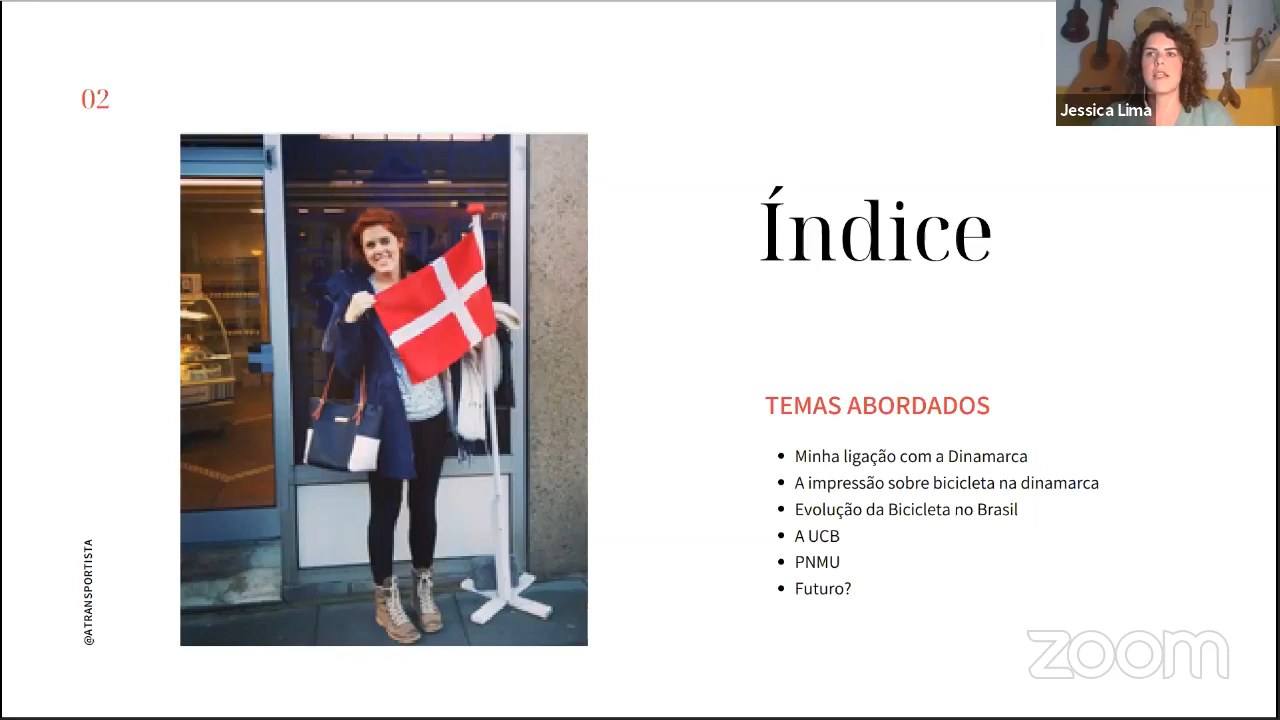 02
Jessica Lima
Índice
TEMAS ABORDADOS
Minha ligação com a Dinamarca
A impressão sobre bicicleta na dinamarca
Evolução da Bicicleta no Brasil
A UCB
PNMU
Futuro?
@ATRANSPORTISTA
zoom